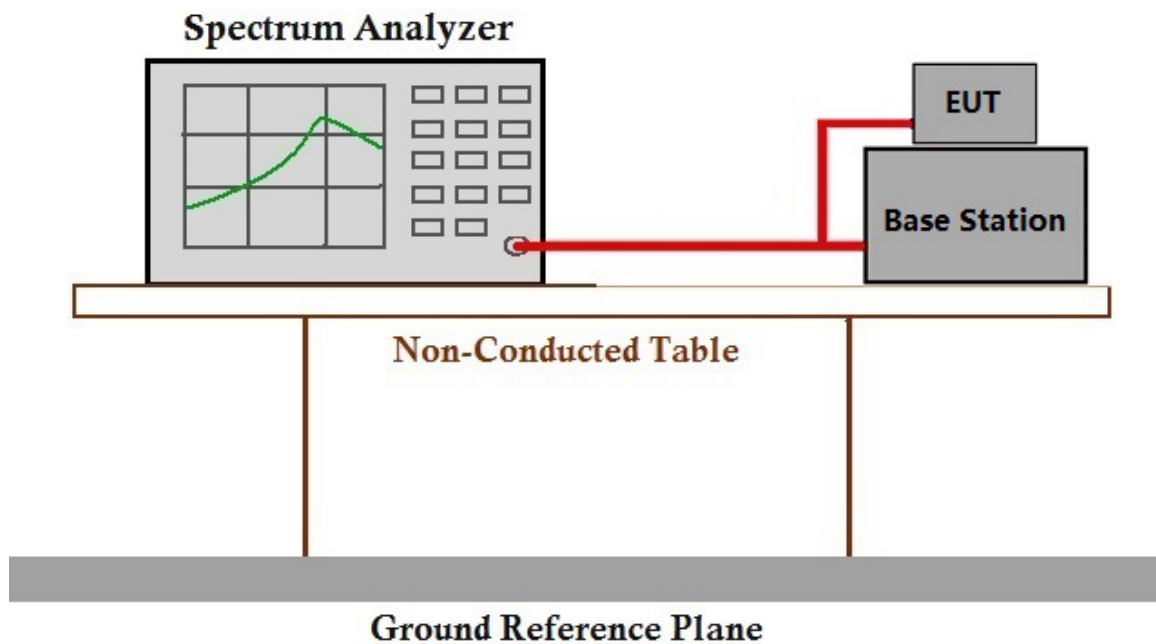 Spectrum Analyzer
EUT
Base Station
Non-Conducted Table
Ground Reference Plane